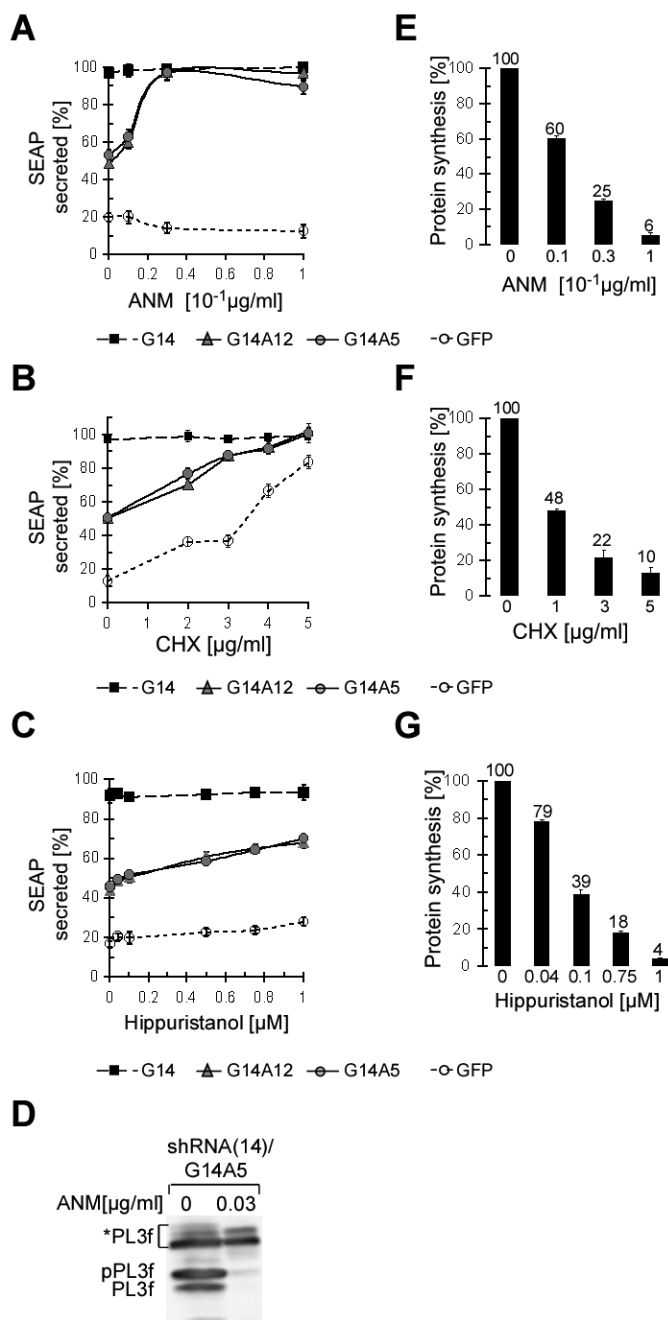 A
SEAP
secreted [%]
100
80
60
40
20
0
0 0.2 0.4 0.6 0.8 1
ANM [10⁻¹µg/ml]
E
Protein synthesis [%]
100
80
60
40
20
0
100
60
25
6
0 0.1 0.3 1
ANM [10⁻¹µg/ml]
G14 G14A12 G14A5 GFP
B
SEAP
secreted [%]
100
80
60
40
20
0
0 1 2 3 4 5
CHX [µg/ml]
F
Protein synthesis [%]
100
80
60
40
20
0
100
48
22
10
0 1 3 5
CHX [µg/ml]
G14 G14A12 G14A5 GFP
C
SEAP
secreted [%]
100
80
60
40
20
0
0 0.2 0.4 0.6 0.8 1
Hippuristanol [µM]
G
Protein synthesis [%]
100
80
60
40
20
0
100
79
39
18
4
0 0.04 0.1 0.75 1
Hippuristanol [µM]
G14 G14A12 G14A5 GFP
D
shRNA(14)/
G14A5
ANM[µg/ml] 0 0.03
*PL3f
pPL3f
PL3f